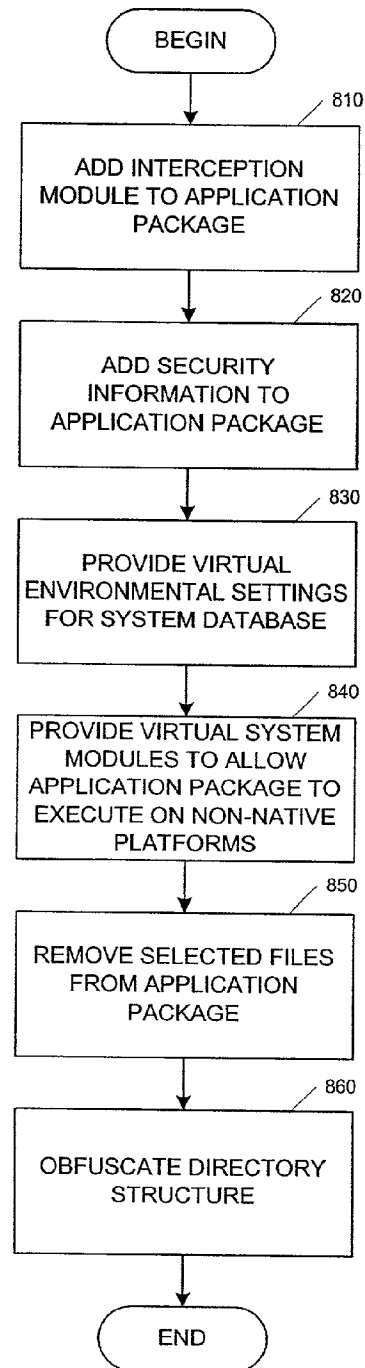 BEGIN
810
ADD INTERCEPTION
MODULE TO APPLICATION
PACKAGE
820
ADD SECURITY
INFORMATION TO
APPLICATION PACKAGE
830
PROVIDE VIRTUAL
ENVIRONMENTAL SETTINGS
FOR SYSTEM DATABASE
840
PROVIDE VIRTUAL SYSTEM
MODULES TO ALLOW
APPLICATION PACKAGE TO
EXECUTE ON NON-NATIVE
PLATFORMS
850
REMOVE SELECTED FILES
FROM APPLICATION
PACKAGE
860
OBFUSCATE DIRECTORY
STRUCTURE
END